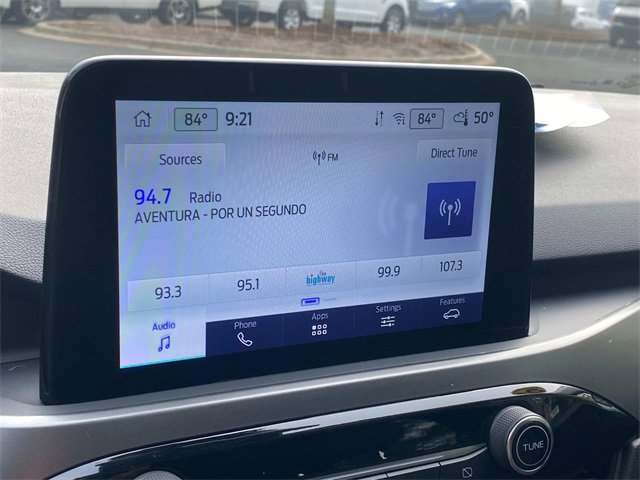 84° 9:21 84° 50°
Sources FM Direct Tune
94.7 Radio
AVENTURA - POR UN SEGUNDO
93.3 95.1 the highway 99.9 107.3
Audio Phone Apps Settings Features
TUNE